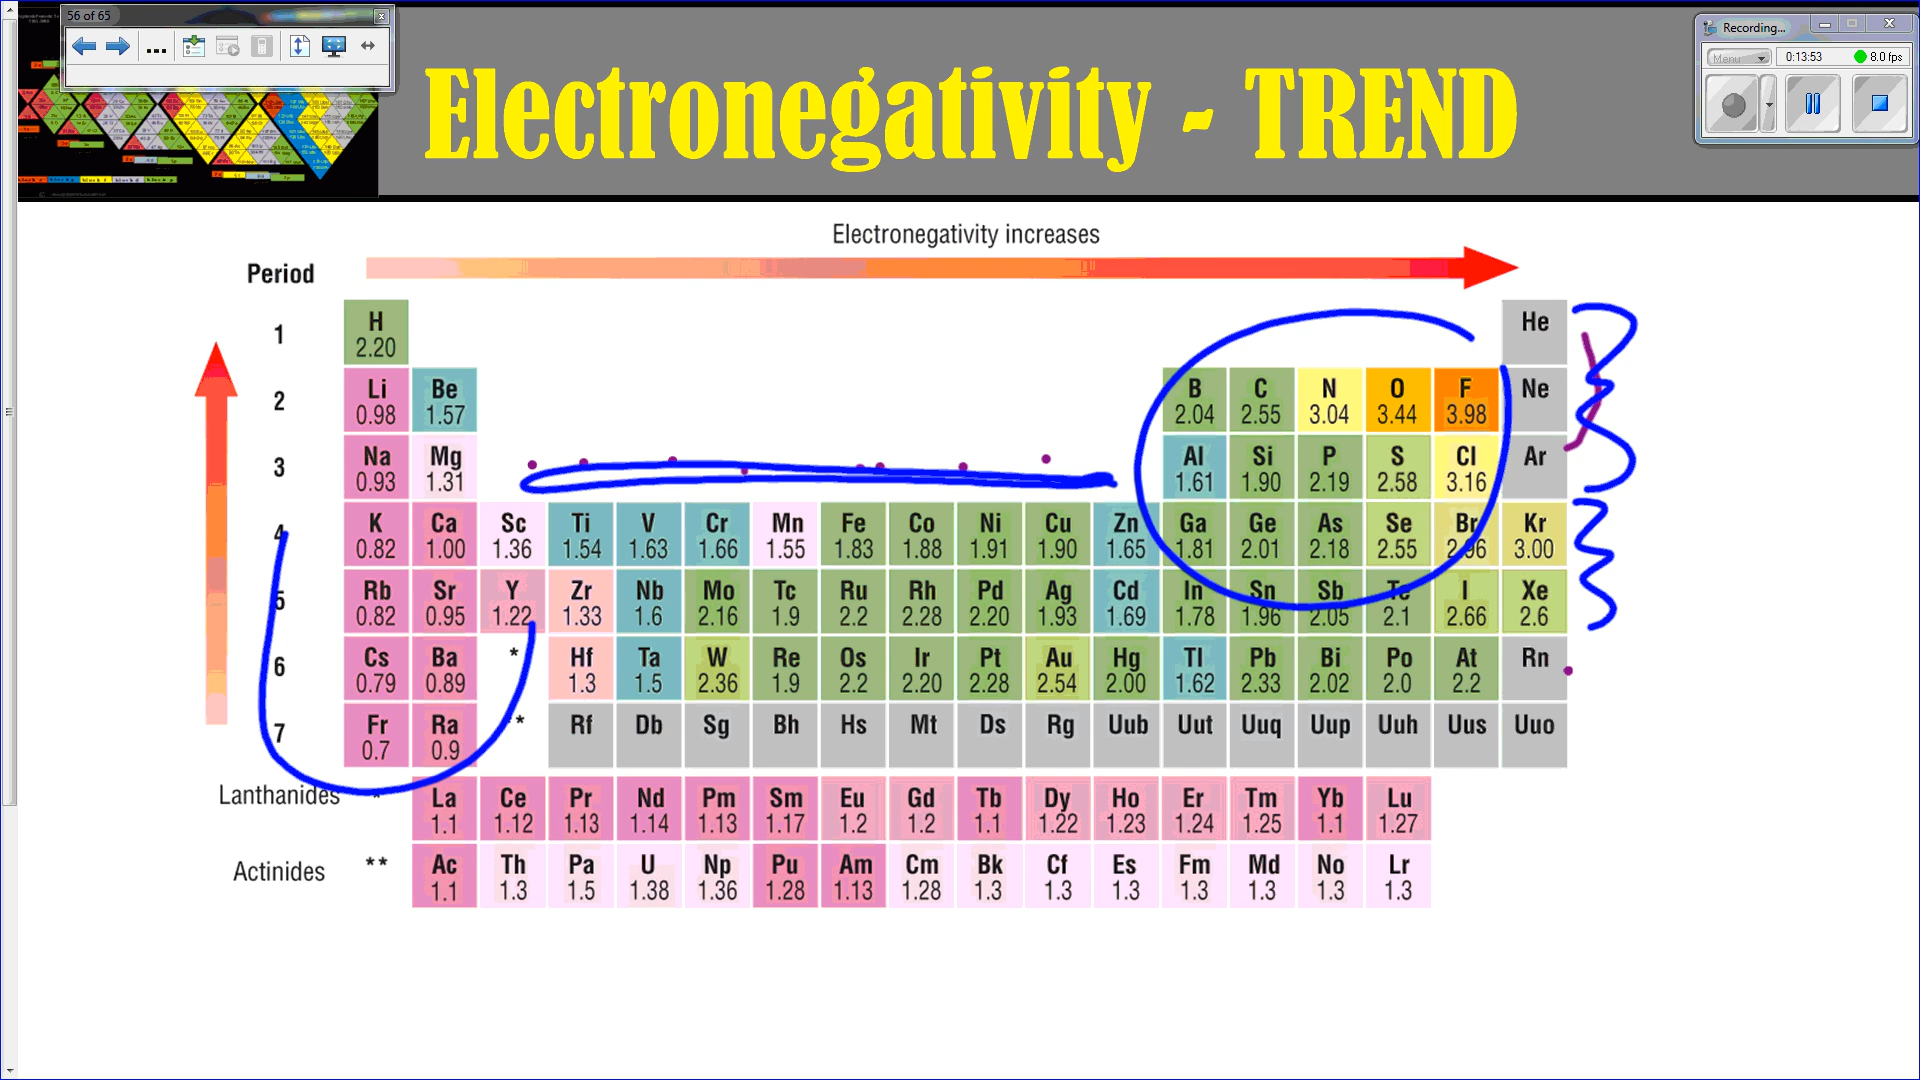 56 of 65
Recording...
Menu
0:13:53
8.0 fps
Electronegativity - TREND
Electronegativity increases
Period
1 H He
2.20
2 Li Be B C N O F Ne
0.98 1.57 2.04 2.55 3.04 3.44 3.98
3 Na Mg Al Si P S Cl Ar
0.93 1.31 1.61 1.90 2.19 2.58 3.16
4 K Ca Sc Ti V Cr Mn Fe Co Ni Cu Zn Ga Ge As Se Br Kr
0.82 1.00 1.36 1.54 1.63 1.66 1.55 1.83 1.88 1.91 1.90 1.65 1.81 2.01 2.18 2.55 2.96 3.00
5 Rb Sr Y Zr Nb Mo Tc Ru Rh Pd Ag Cd In Sn Sb Te I Xe
0.82 0.95 1.22 1.33 1.6 2.16 1.9 2.2 2.28 2.20 1.93 1.69 1.78 1.96 2.05 2.1 2.66 2.6
6 Cs Ba * Hf Ta W Re Os Ir Pt Au Hg Tl Pb Bi Po At Rn
0.79 0.89 1.3 1.5 2.36 1.9 2.2 2.20 2.28 2.54 2.00 1.62 2.33 2.02 2.0 2.2
7 Fr Ra ** Rf Db Sg Bh Hs Mt Ds Rg Uub Uut Uuq Uup Uuh Uus Uuo
0.7 0.9
Lanthanides * La Ce Pr Nd Pm Sm Eu Gd Tb Dy Ho Er Tm Yb Lu
1.1 1.12 1.13 1.14 1.13 1.17 1.2 1.2 1.1 1.22 1.23 1.24 1.25 1.1 1.27
Actinides ** Ac Th Pa U Np Pu Am Cm Bk Cf Es Fm Md No Lr
1.1 1.3 1.5 1.38 1.36 1.28 1.13 1.28 1.3 1.3 1.3 1.3 1.3 1.3 1.3